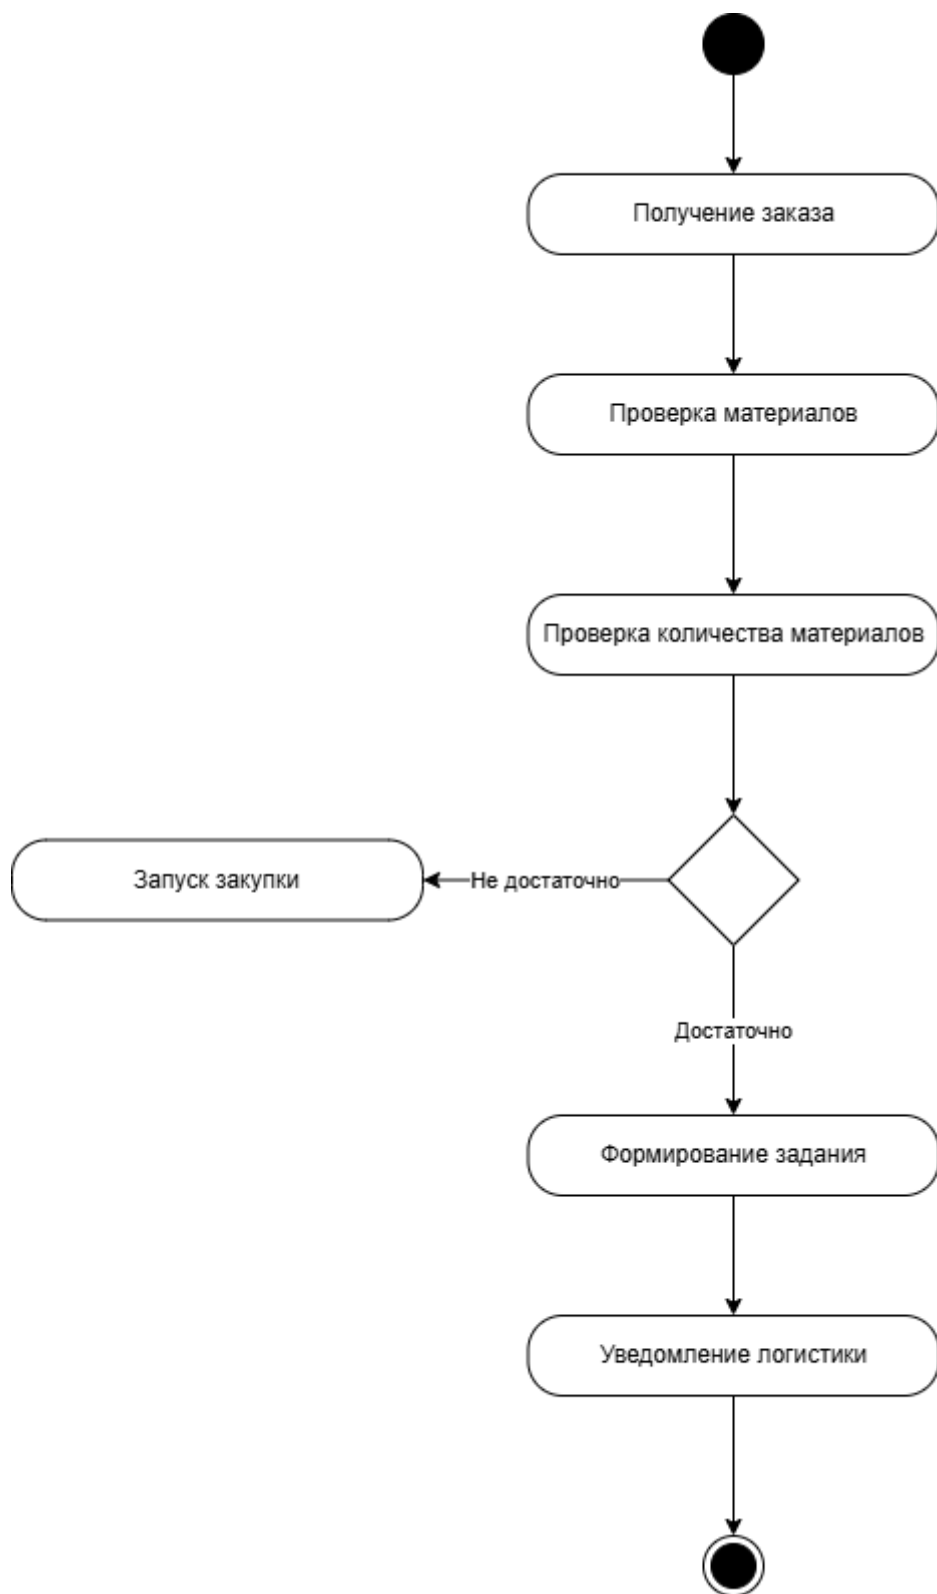 Получение заказа
Проверка материалов
Проверка количества материалов
Запуск закупки
Не достаточно
Достаточно
Формирование задания
Уведомление логистики